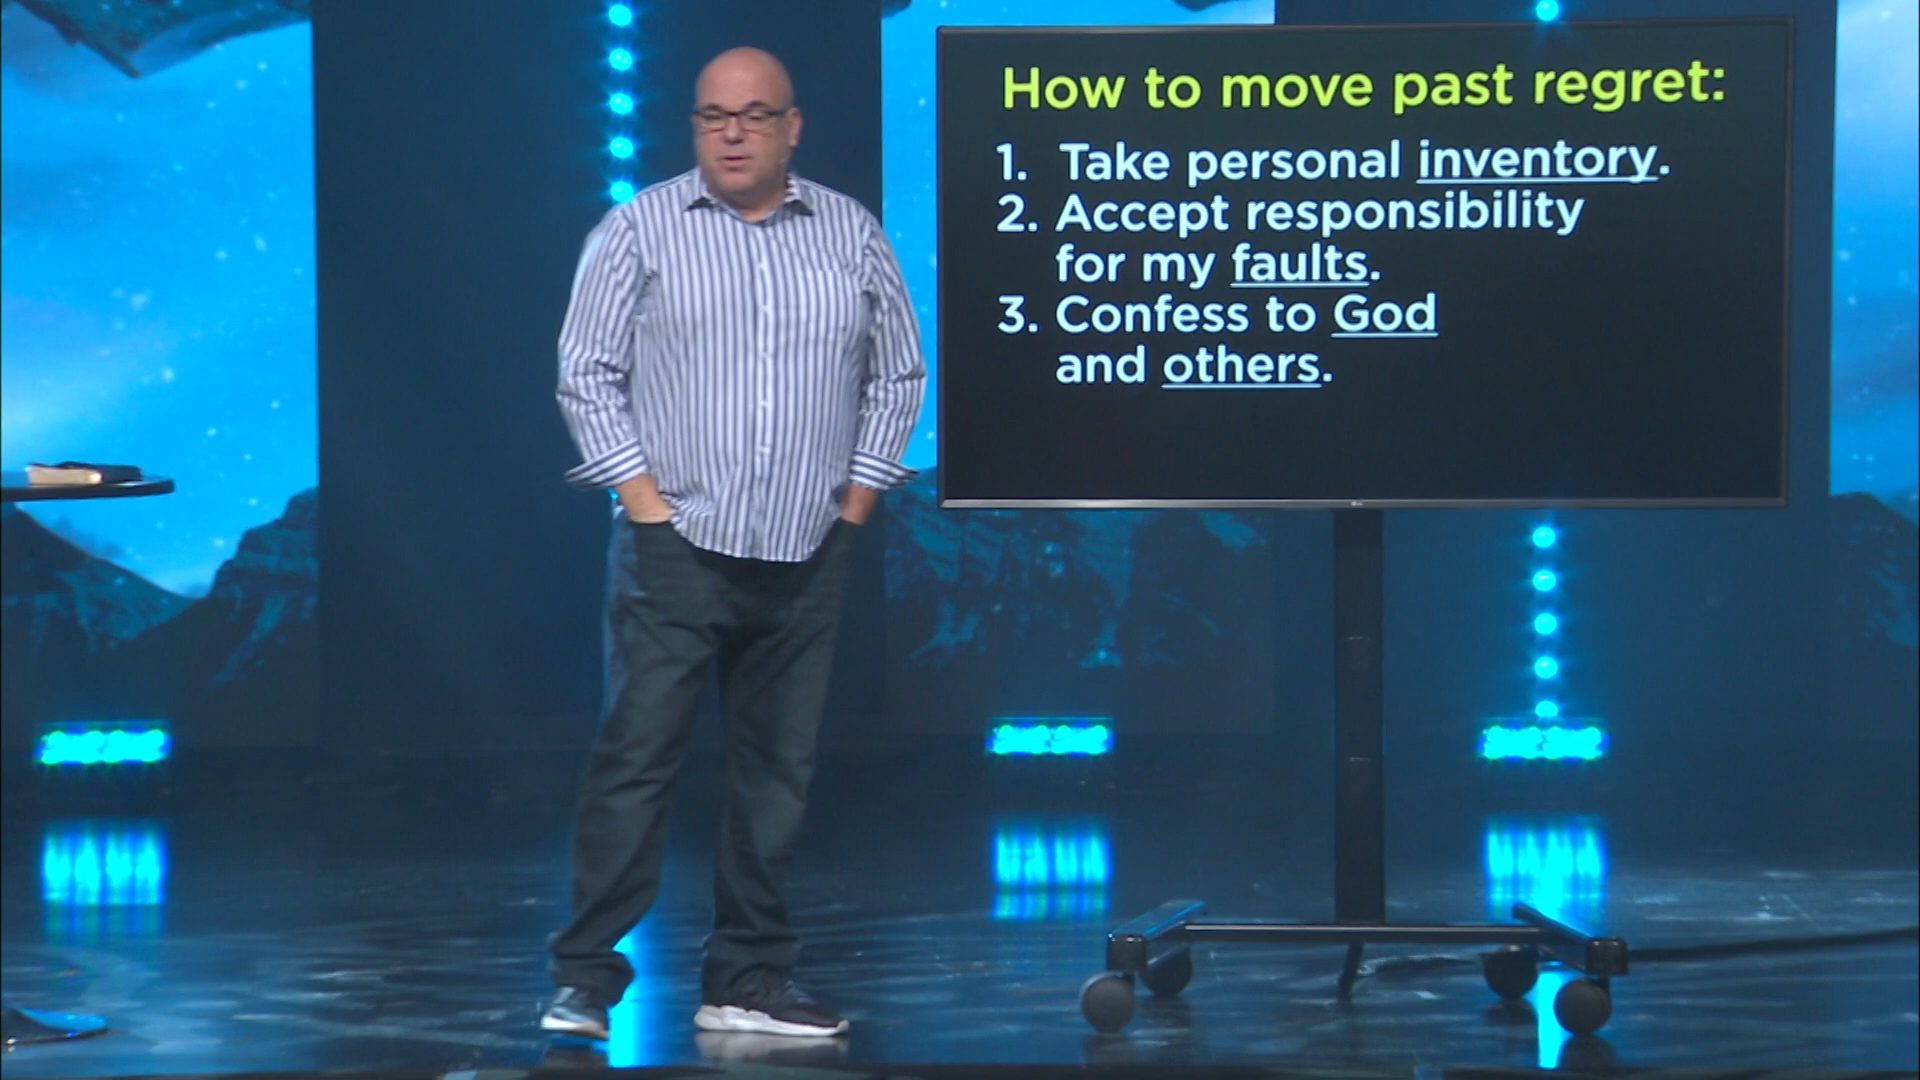 How to move past regret:
1. Take personal inventory.
2. Accept responsibility
for my faults.
3. Confess to God
and others.